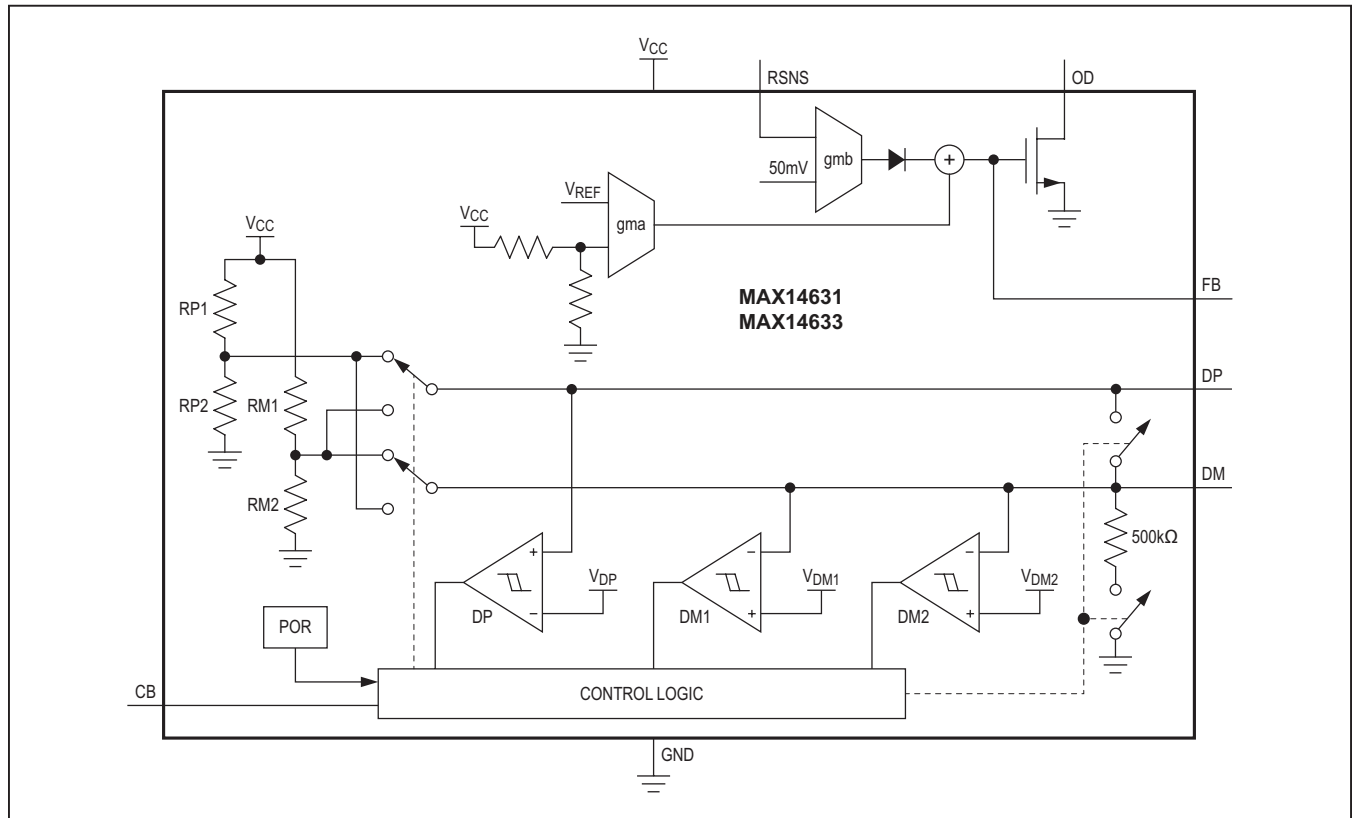 VCC
RSNS
OD
50mV
gmb
+
VREF
VCC
gma
VCC
MAX14631
MAX14633
FB
RP1
DP
RP2
RM1
DM
RM2
500kΩ
+
-
VDP
DP
-
+
VDM1
DM1
-
+
VDM2
DM2
POR
CB
CONTROL LOGIC
GND